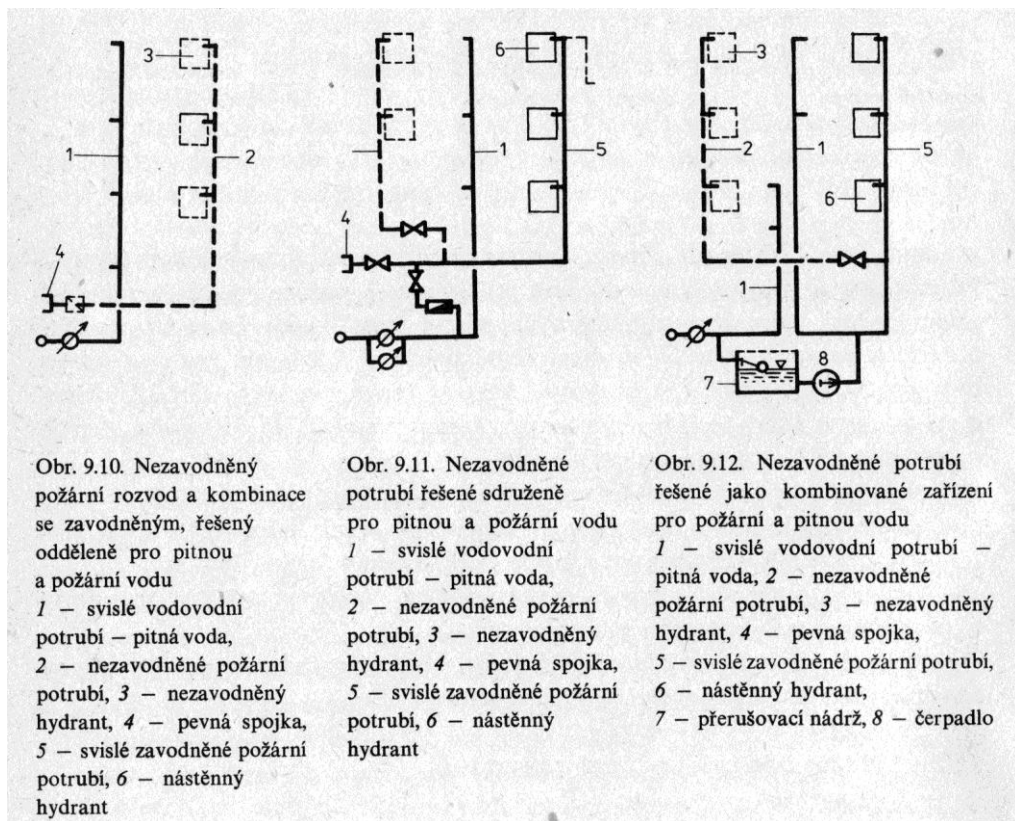 3
1
2
4
6
1
5
4
3
2
1
5
6
1
7
8
Obr. 9.10. Nezavodněný
požární rozvod a kombinace
se zavodněným, řešený
odděleně pro pitnou
a požární vodu
1 — svislé vodovodní
potrubí — pitná voda,
2 — nezavodněné požární
potrubí, 3 — nezavodněný
hydrant, 4 — pevná spojka,
5 — svislé zavodněné požární
potrubí, 6 — nástěnný
hydrant
Obr. 9.11. Nezavodněné
potrubí řešené sdruženě
pro pitnou a požární vodu
1 — svislé vodovodní
potrubí — pitná voda,
2 — nezavodněné požární
potrubí, 3 — nezavodněný
hydrant, 4 — pevná spojka,
5 — svislé zavodněné požární
potrubí, 6 — nástěnný
hydrant
Obr. 9.12. Nezavodněné potrubí
řešené jako kombinované zařízení
pro požární a pitnou vodu
1 — svislé vodovodní potrubí —
pitná voda, 2 — nezavodněné
požární potrubí, 3 — nezavodněný
hydrant, 4 — pevná spojka,
5 — svislé zavodněné požární potrubí,
6 — nástěnný hydrant,
7 — přerušovací nádrž, 8 — čerpadlo